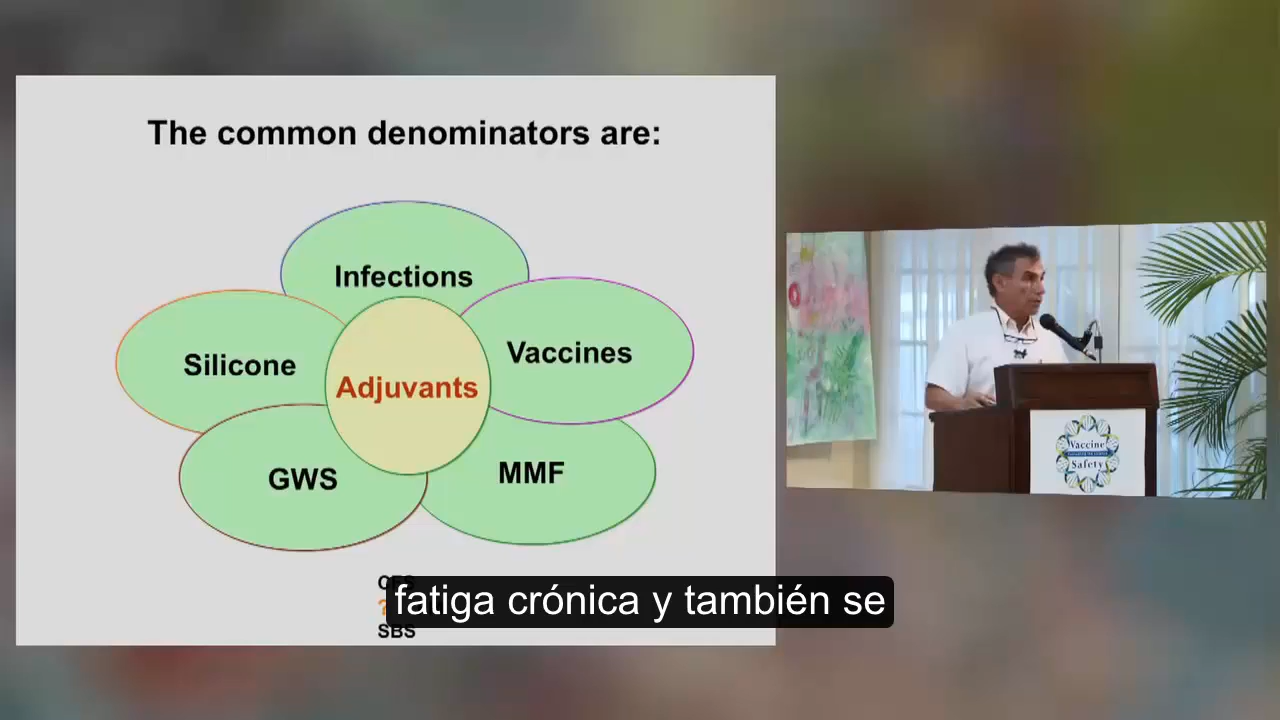 The common denominators are:
Infections
Silicone
Vaccines
Adjuvants
GWS
MMF
SBS
fatiga crónica y también se
Vaccine
Safety